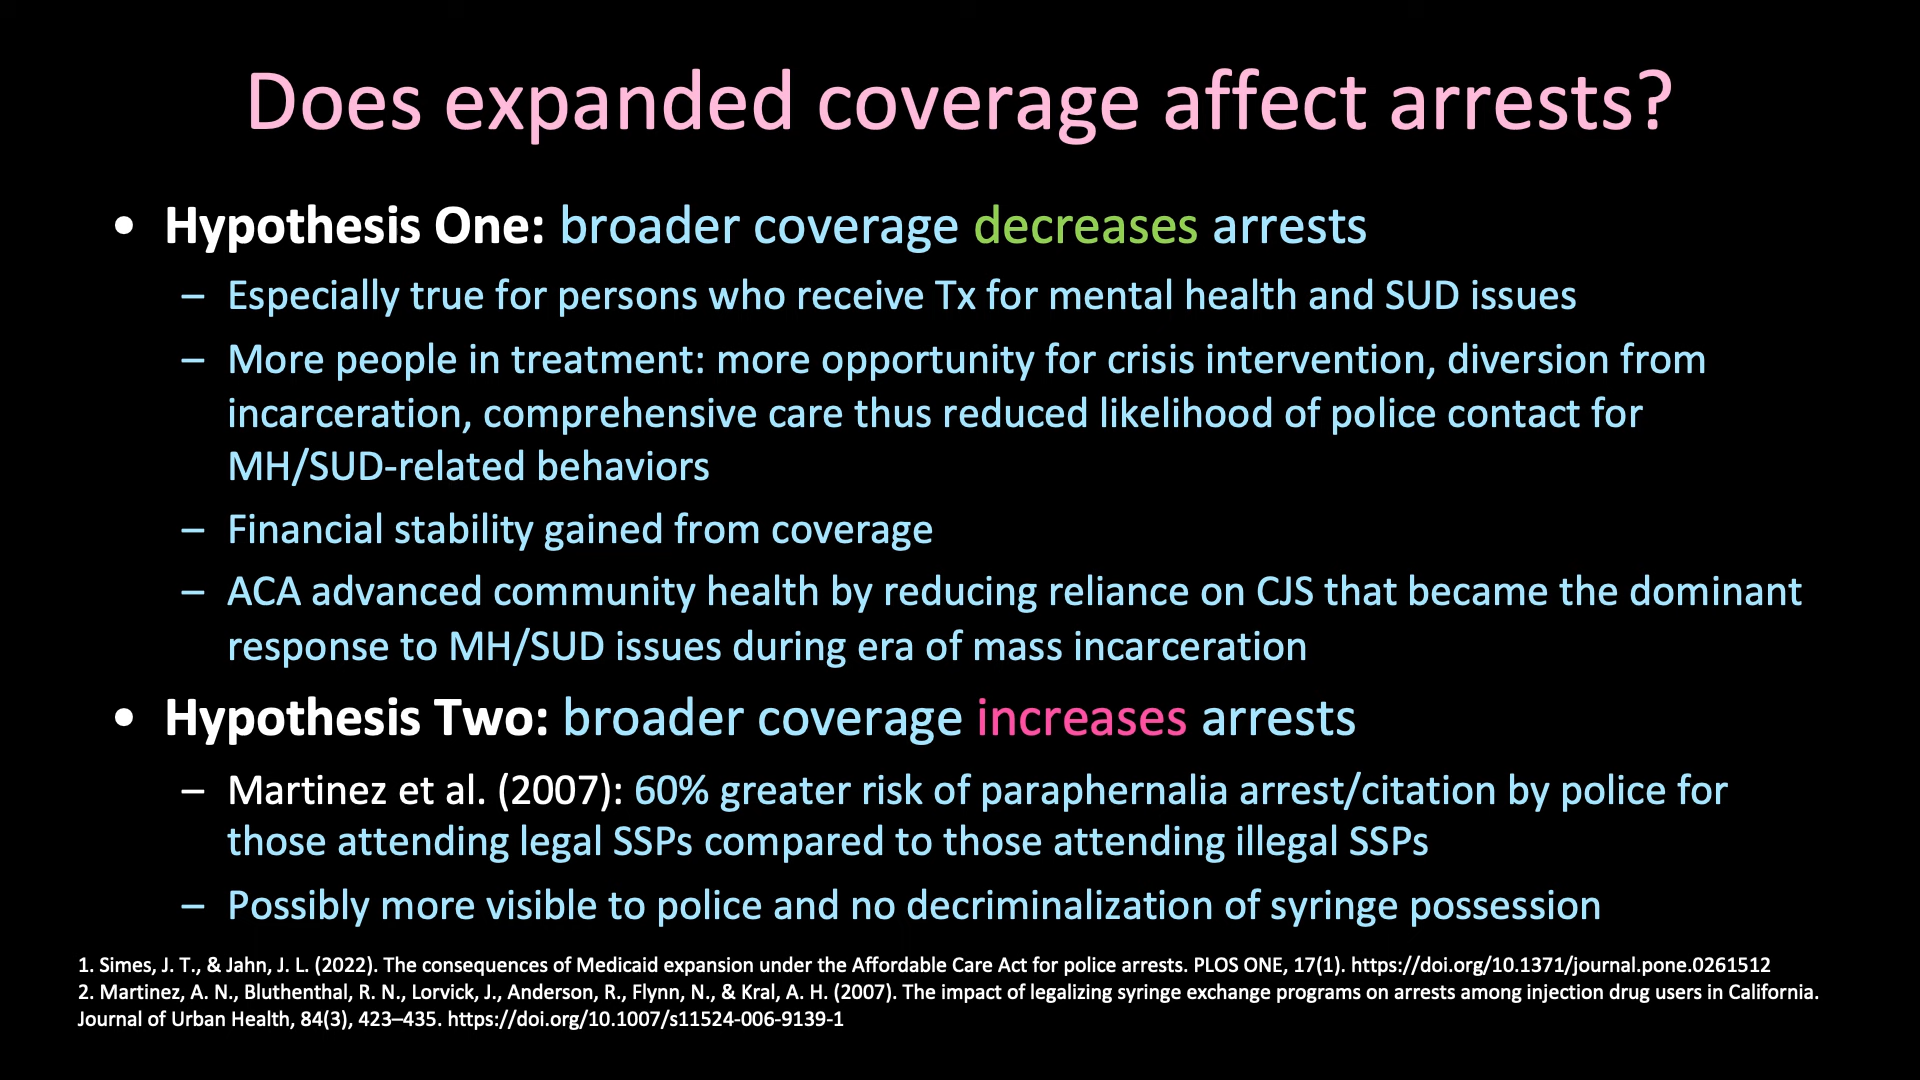 Does expanded coverage affect arrests?
• Hypothesis One: broader coverage decreases arrests
– Especially true for persons who receive Tx for mental health and SUD issues
– More people in treatment: more opportunity for crisis intervention, diversion from
incarceration, comprehensive care thus reduced likelihood of police contact for
MH/SUD-related behaviors
– Financial stability gained from coverage
– ACA advanced community health by reducing reliance on CJS that became the dominant
response to MH/SUD issues during era of mass incarceration
• Hypothesis Two: broader coverage increases arrests
– Martinez et al. (2007): 60% greater risk of paraphernalia arrest/citation by police for
those attending legal SSPs compared to those attending illegal SSPs
– Possibly more visible to police and no decriminalization of syringe possession
1. Simes, J. T., & Jahn, J. L. (2022). The consequences of Medicaid expansion under the Affordable Care Act for police arrests. PLOS ONE, 17(1). https://doi.org/10.1371/journal.pone.0261512
2. Martinez, A. N., Bluthenthal, R. N., Lorvick, J., Anderson, R., Flynn, N., & Kral, A. H. (2007). The impact of legalizing syringe exchange programs on arrests among injection drug users in California.
Journal of Urban Health, 84(3), 423–435. https://doi.org/10.1007/s11524-006-9139-1